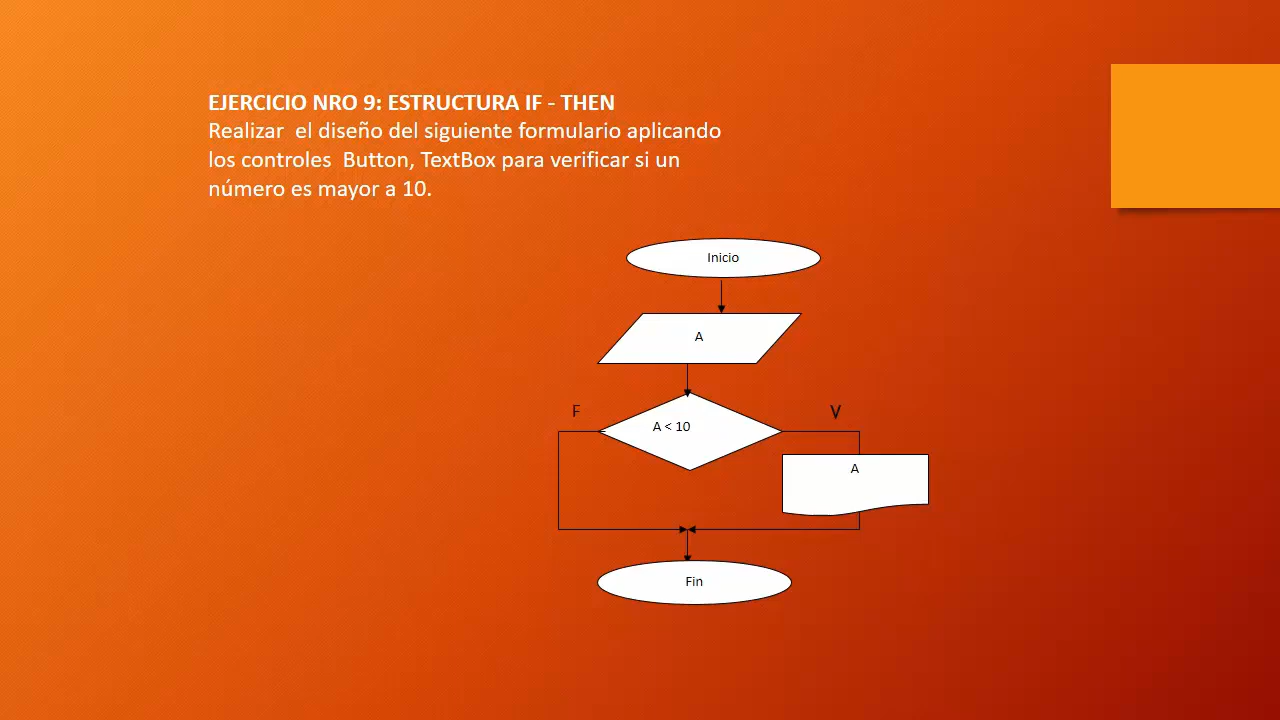 EJERCICIO NRO 9: ESTRUCTURA IF - THEN
Realizar el diseño del siguiente formulario aplicando
los controles Button, TextBox para verificar si un
número es mayor a 10.
Inicio
A
F
V
A < 10
A
Fin